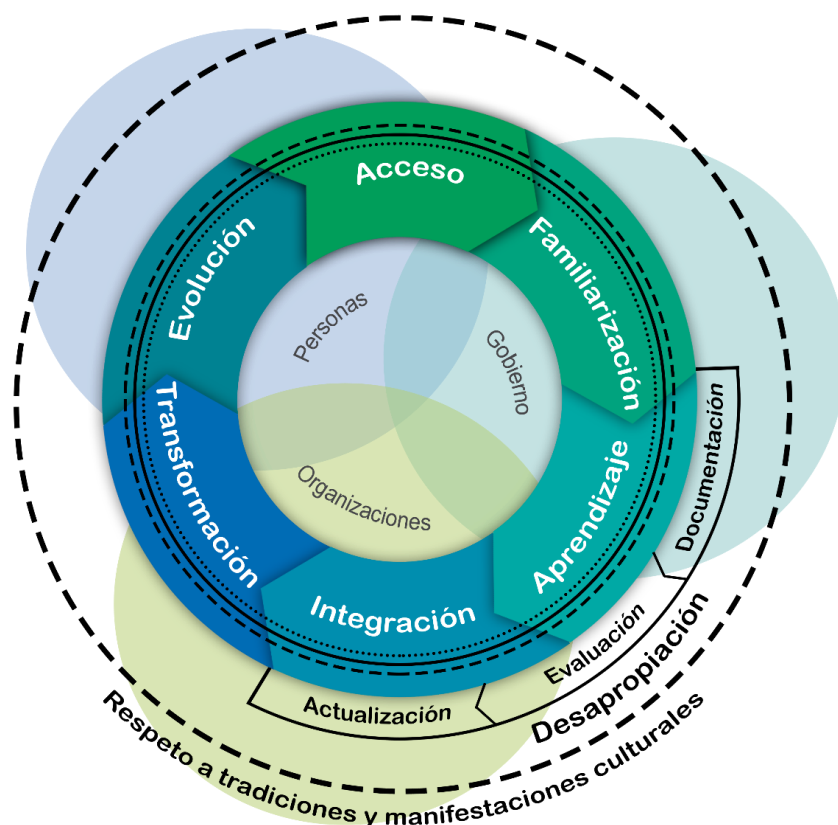 Acceso
Familiarización
Aprendizaje
Integración
Transformación
Evolución
Personas
Gobierno
Organizaciones
Documentación
Evaluación
Actualización
Desapropiación
Respeto a tradiciones y manifestaciones culturales